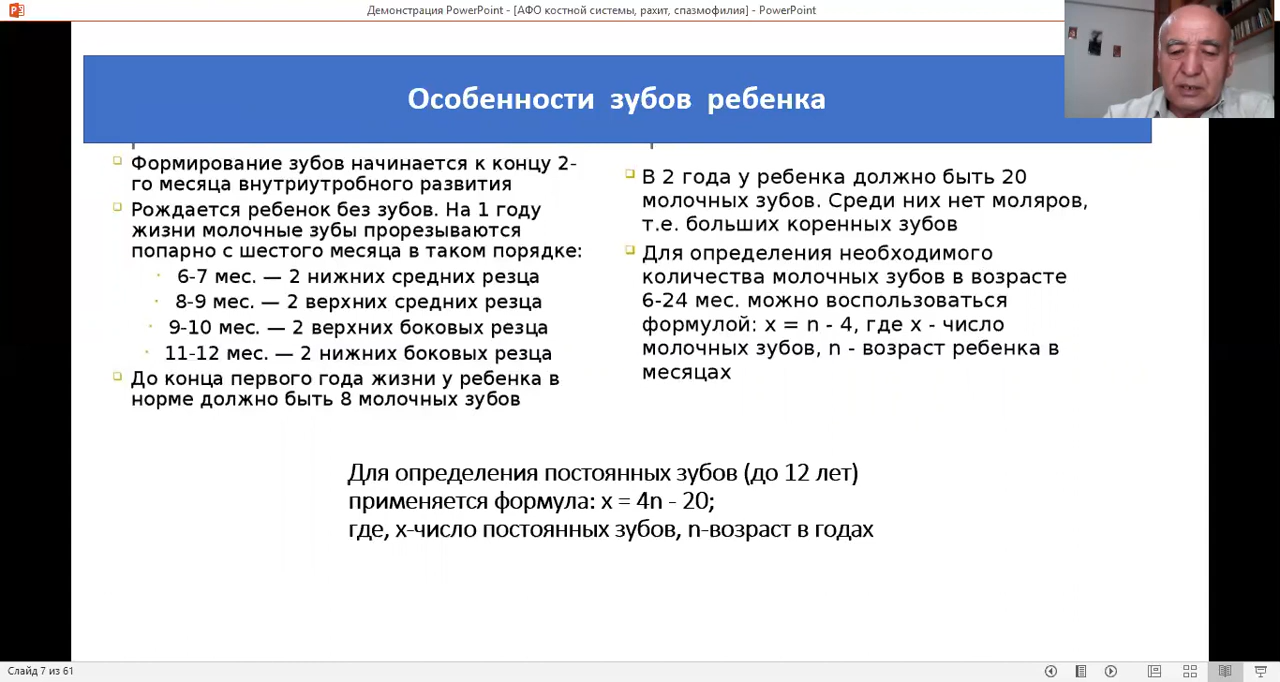 Демонстрация PowerPoint - [АФО костной системы, рахит, спазмофилия] - PowerPoint
Особенности зубов ребенка
Формирование зубов начинается к концу 2-
го месяца внутриутробного развития
Рождается ребенок без зубов. На 1 году
жизни молочные зубы прорезываются
попарно с шестого месяца в таком порядке:
6-7 мес. — 2 нижних средних резца
8-9 мес. — 2 верхних средних резца
9-10 мес. — 2 верхних боковых резца
11-12 мес. — 2 нижних боковых резца
До конца первого года жизни у ребенка в
норме должно быть 8 молочных зубов
В 2 года у ребенка должно быть 20
молочных зубов. Среди них нет моляров,
т.е. больших коренных зубов
Для определения необходимого
количества молочных зубов в возрасте
6-24 мес. можно воспользоваться
формулой: х = n - 4, где х - число
молочных зубов, n - возраст ребенка в
месяцах
Для определения постоянных зубов (до 12 лет)
применяется формула: х = 4n - 20;
где, х-число постоянных зубов, n-возраст в годах
Слайд 7 из 61